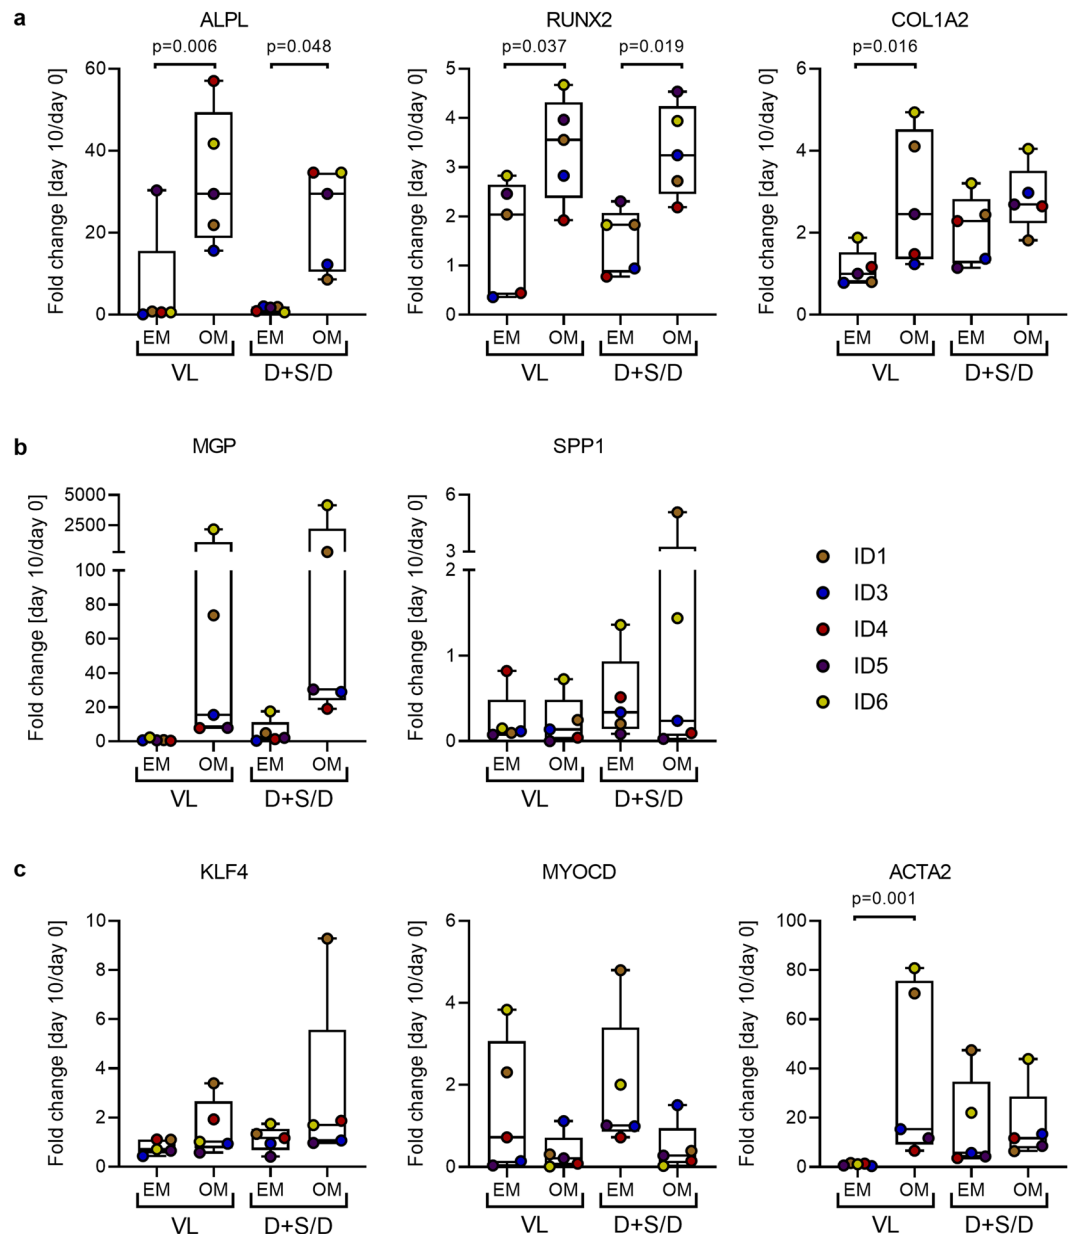 a
ALPL
RUNX2
COL1A2
p=0.006
p=0.048
p=0.037
p=0.019
p=0.016
Fold change [day 10/day 0]
60
40
20
0
EM
OM
EM
OM
VL
D+S/D
Fold change [day 10/day 0]
5
4
3
2
1
0
EM
OM
EM
OM
VL
D+S/D
Fold change [day 10/day 0]
6
4
2
0
EM
OM
EM
OM
VL
D+S/D
b
MGP
SPP1
Fold change [day 10/day 0]
5000
2500
100
80
60
40
20
0
EM
OM
EM
OM
VL
D+S/D
Fold change [day 10/day 0]
6
3
2
1
0
EM
OM
EM
OM
VL
D+S/D
ID1
ID3
ID4
ID5
ID6
c
KLF4
MYOCD
ACTA2
p=0.001
Fold change [day 10/day 0]
10
8
6
4
2
0
EM
OM
EM
OM
VL
D+S/D
Fold change [day 10/day 0]
6
4
2
0
EM
OM
EM
OM
VL
D+S/D
Fold change [day 10/day 0]
100
80
60
40
20
0
EM
OM
EM
OM
VL
D+S/D